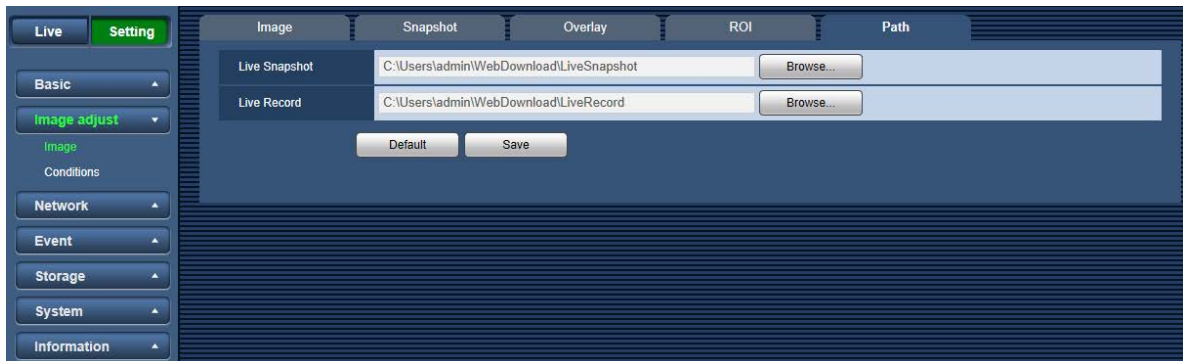 Live Setting
Basic
Image adjust
Image
Conditions
Network
Event
Storage
System
Information
Image Snapshot Overlay ROI Path
Live Snapshot C:\Users\admin\WebDownload\LiveSnapshot Browse...
Live Record C:\Users\admin\WebDownload\LiveRecord Browse...
Default Save